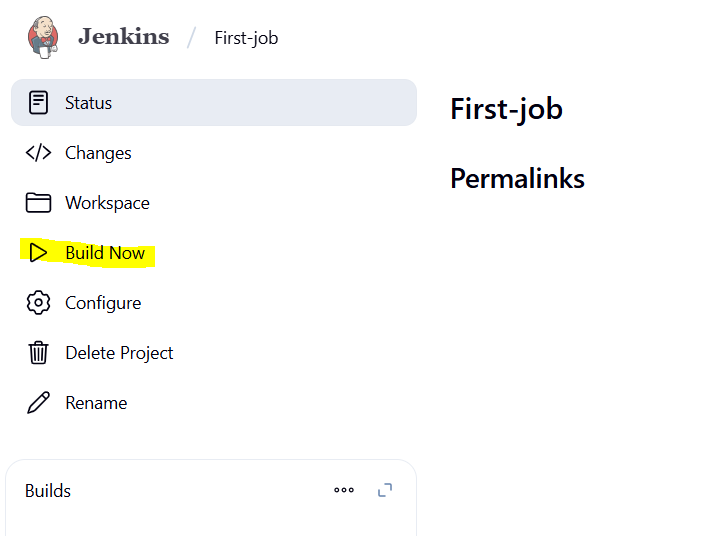 Jenkins / First-job
Status
First-job
Changes
Permalinks
Workspace
Build Now
Configure
Delete Project
Rename
Builds